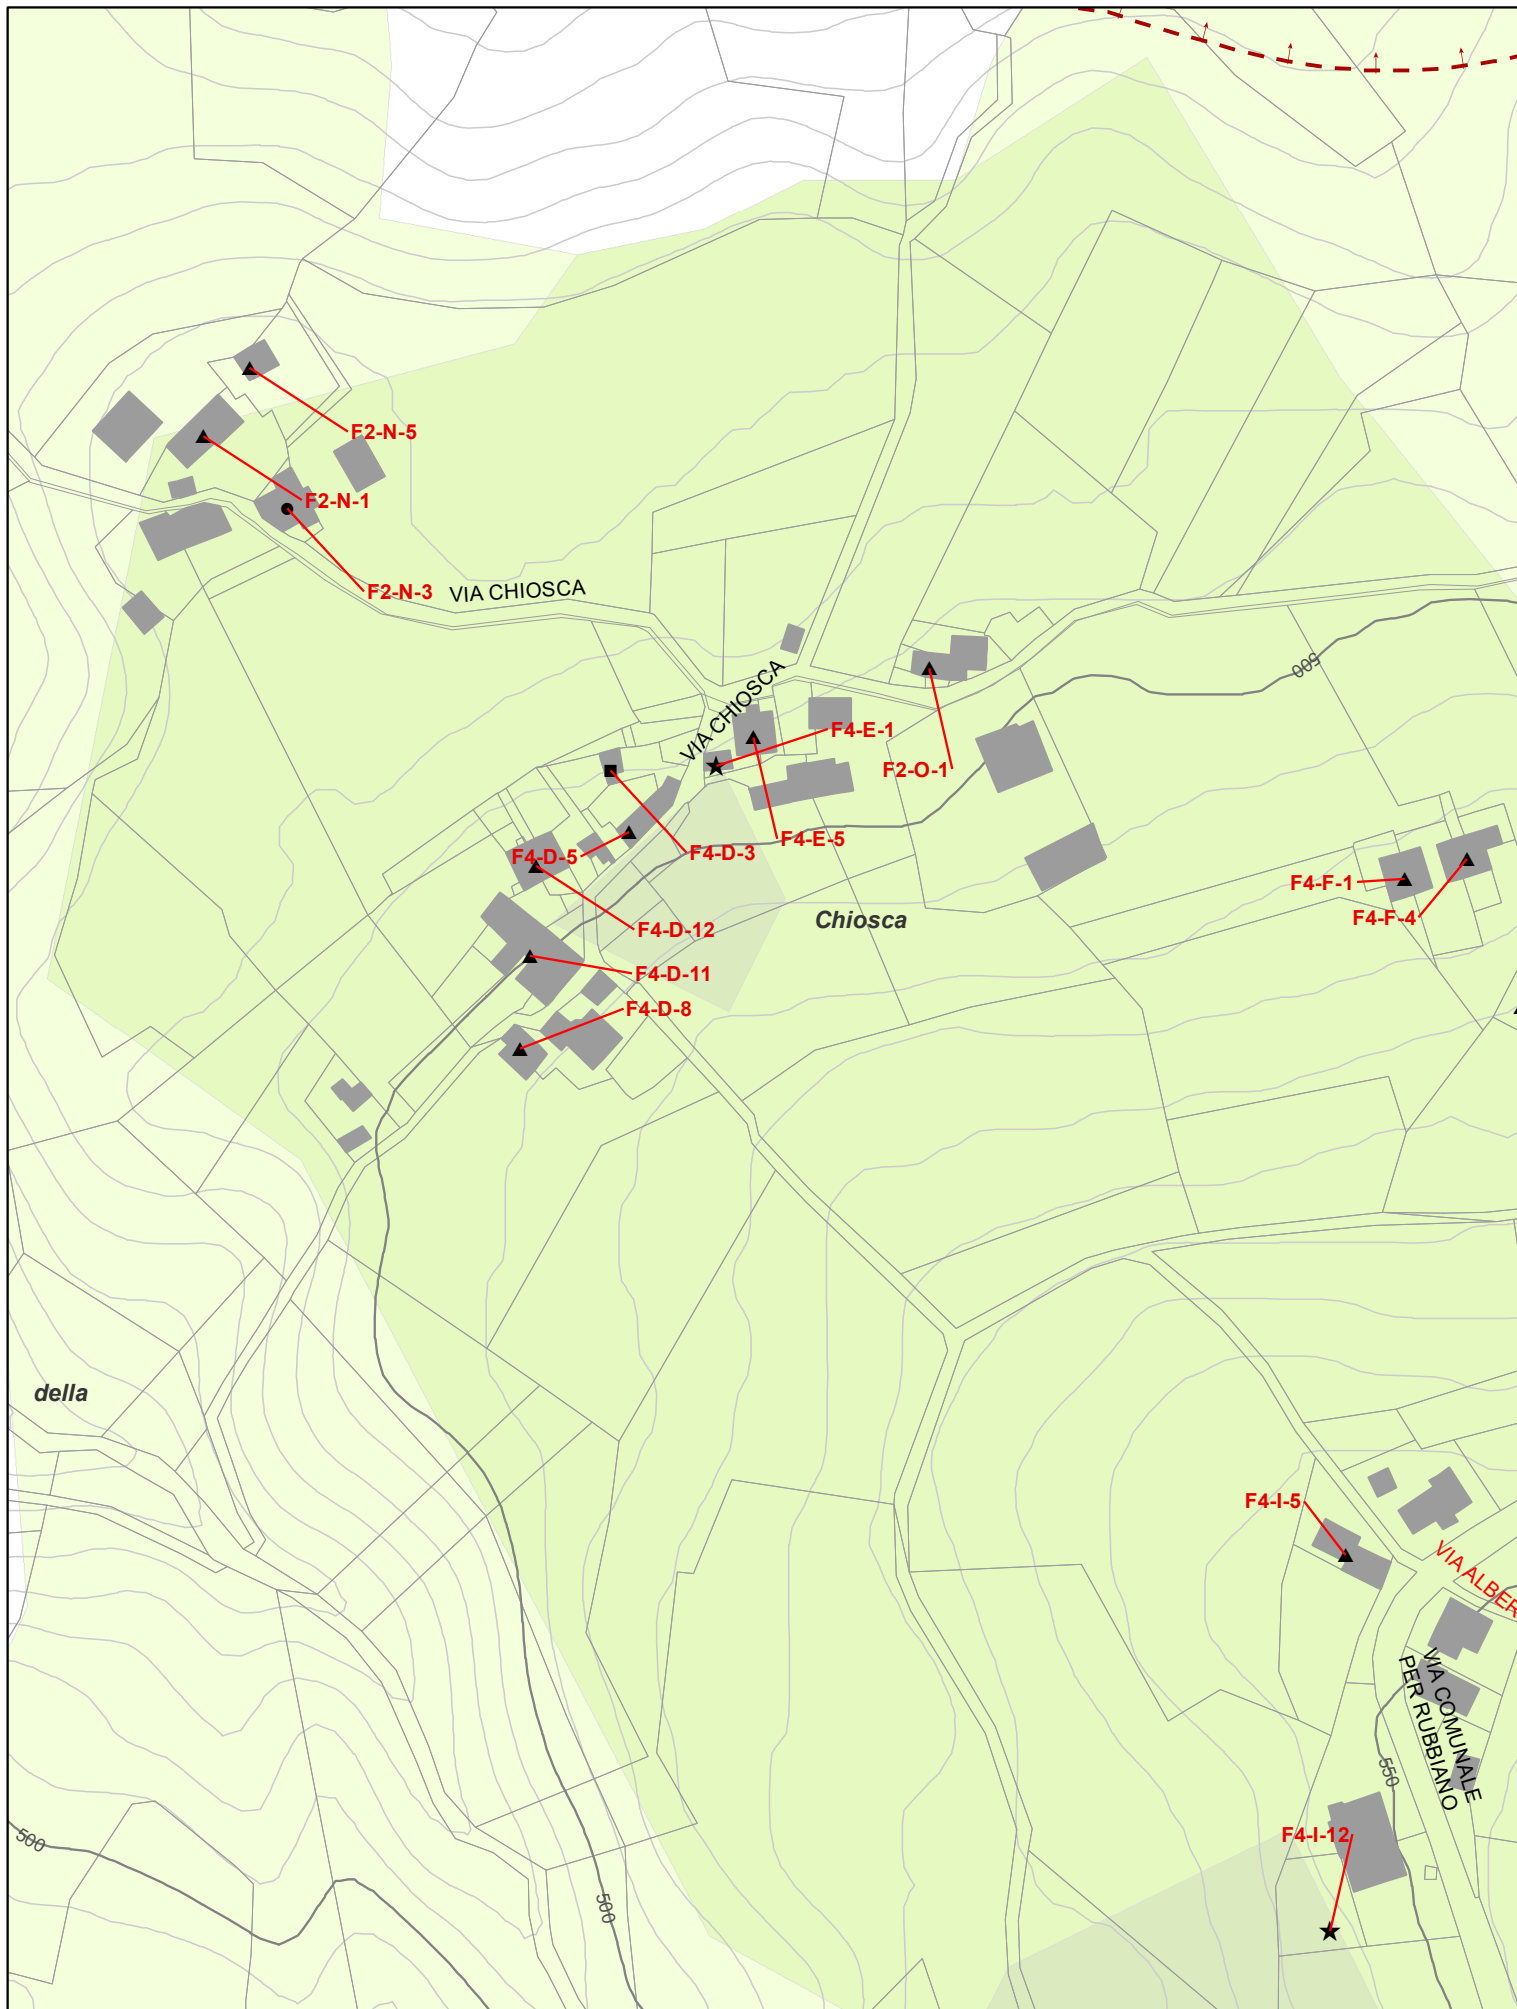 F2-N-5
F2-N-1
F2-N-3
VIA CHIOSCA
500
VIA CHIOSCA
F4-E-1
F2-O-1
F4-E-5
F4-D-3
F4-D-5
F4-F-1
F4-F-4
Chiosca
F4-D-12
F4-D-11
F4-D-8
della
F4-I-5
VIA ALBER
VIA COMUNALE
PER RUBBIANO
550
F4-I-12
500
500